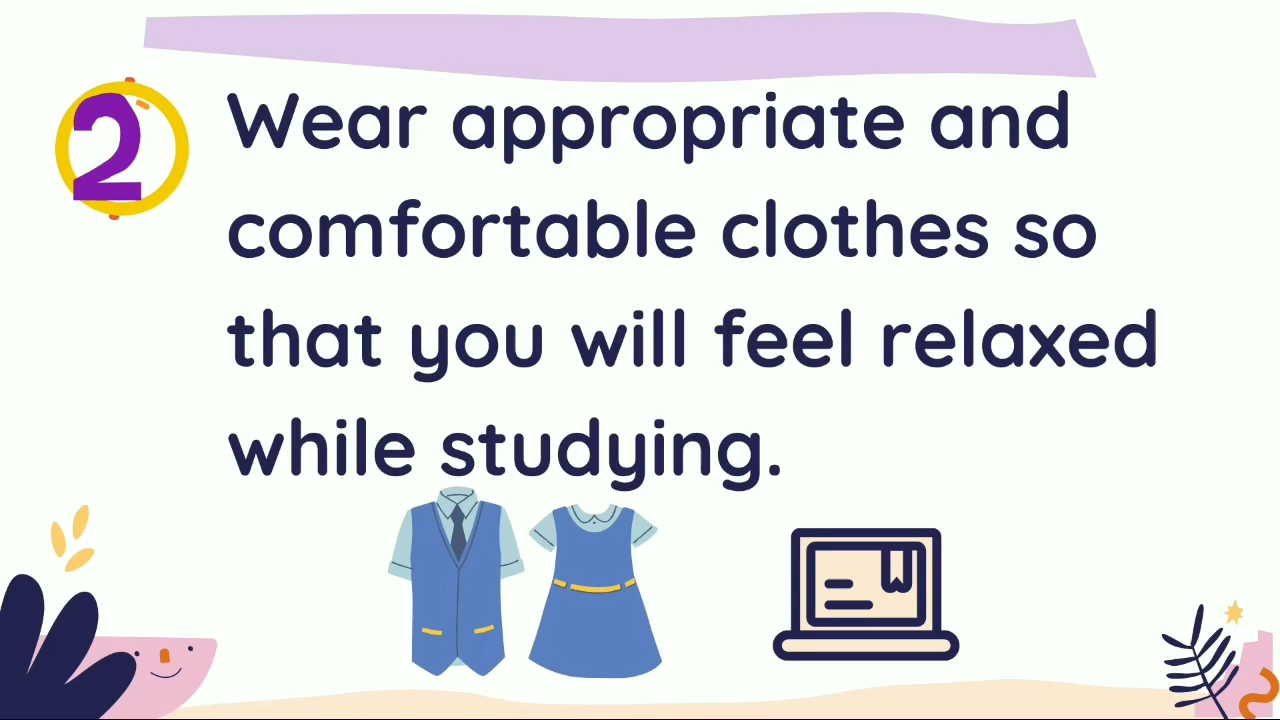 2
Wear appropriate and
comfortable clothes so
that you will feel relaxed
while studying.